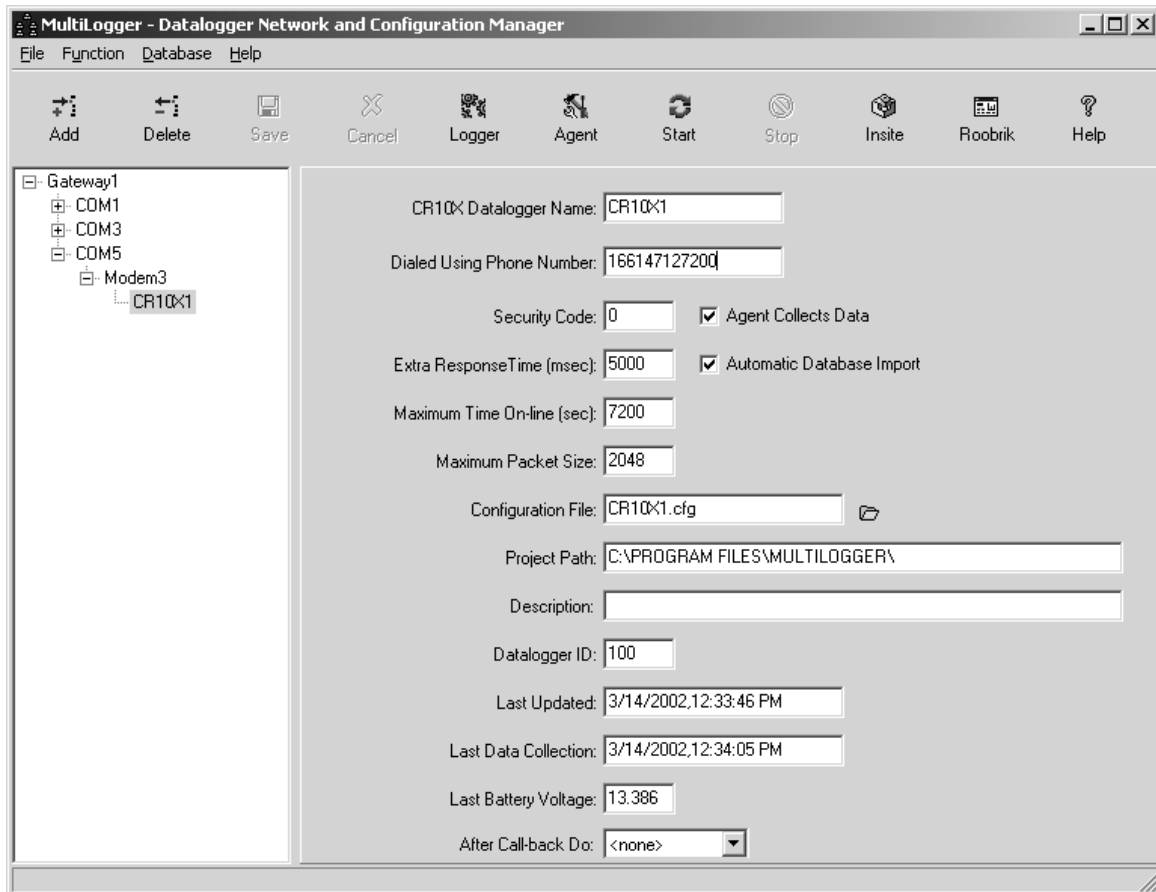 MultiLogger - Datalogger Network and Configuration Manager
File Function Database Help
Add Delete Save Cancel Logger Agent Start Stop Insite Roobrik Help
Gateway1
COM1
COM3
COM5
Modem3
CR10X1
CR10X Datalogger Name: CR10X1
Dialed Using Phone Number: 166147127200
Security Code: 0 Agent Collects Data
Extra ResponseTime (msec): 5000 Automatic Database Import
Maximum Time On-line (sec): 7200
Maximum Packet Size: 2048
Configuration File: CR10X1.cfg
Project Path: C:\PROGRAM FILES\MULTILOGGER\
Description:
Datalogger ID: 100
Last Updated: 3/14/2002,12:33:46 PM
Last Data Collection: 3/14/2002,12:34:05 PM
Last Battery Voltage: 13.386
After Call-back Do: <none>